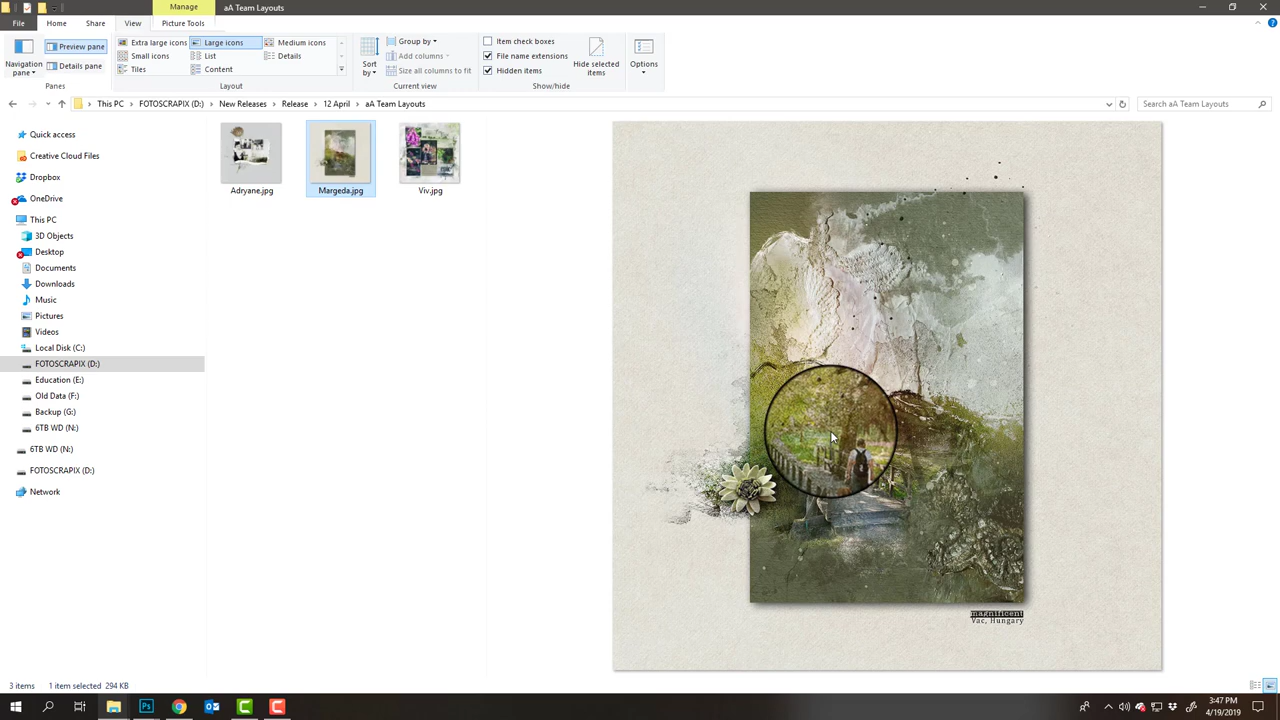 Manage
aA Team Layouts
File
Home
Share
View
Picture Tools
Navigation pane
Preview pane
Details pane
Panes
Extra large icons
Large icons
Medium icons
Small icons
List
Details
Tiles
Content
Layout
Sort by
Group by
Add columns
Size all columns to fit
Current view
Item check boxes
File name extensions
Hidden items
Hide selected items
Show/hide
Options
This PC
FOTOSCRAPIX (D:)
New Releases
Release
12 April
aA Team Layouts
Search aA Team Layouts
Quick access
Creative Cloud Files
Dropbox
OneDrive
This PC
3D Objects
Desktop
Documents
Downloads
Music
Pictures
Videos
Local Disk (C:)
FOTOSCRAPIX (D:)
Education (E:)
Old Data (F:)
Backup (G:)
6TB WD (N:)
6TB WD (N:)
FOTOSCRAPIX (D:)
Network
Adryane.jpg
Margeda.jpg
Viv.jpg
magnificent
Vac, Hungary
3 items
1 item selected 294 KB
Ps
3:47 PM
4/19/2019